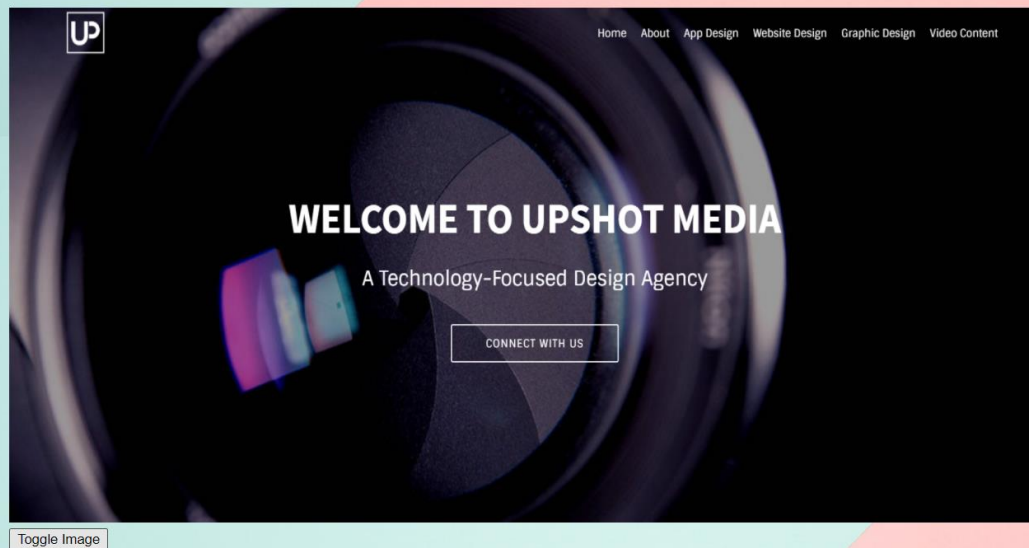 UP
Home About App Design Website Design Graphic Design Video Content
WELCOME TO UPSHOT MEDIA
A Technology-Focused Design Agency
CONNECT WITH US
Toggle Image